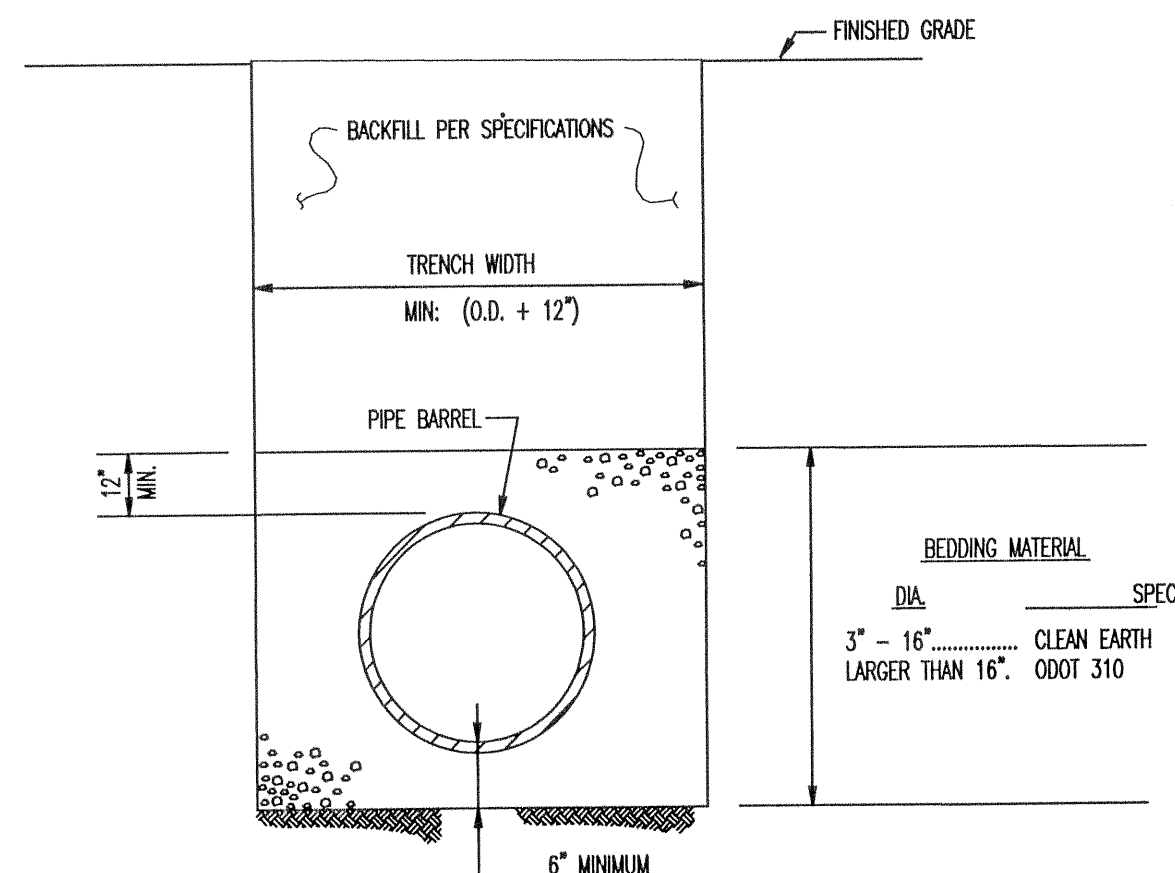 FINISHED GRADE
BACKFILL PER SPECIFICATIONS
TRENCH WIDTH
MIN: (O.D. + 12")
PIPE BARREL
12"
MIN.
BEDDING MATERIAL
DIA. SPEC
3" - 16"................ CLEAN EARTH
LARGER THAN 16". ODOT 310
6" MINIMUM